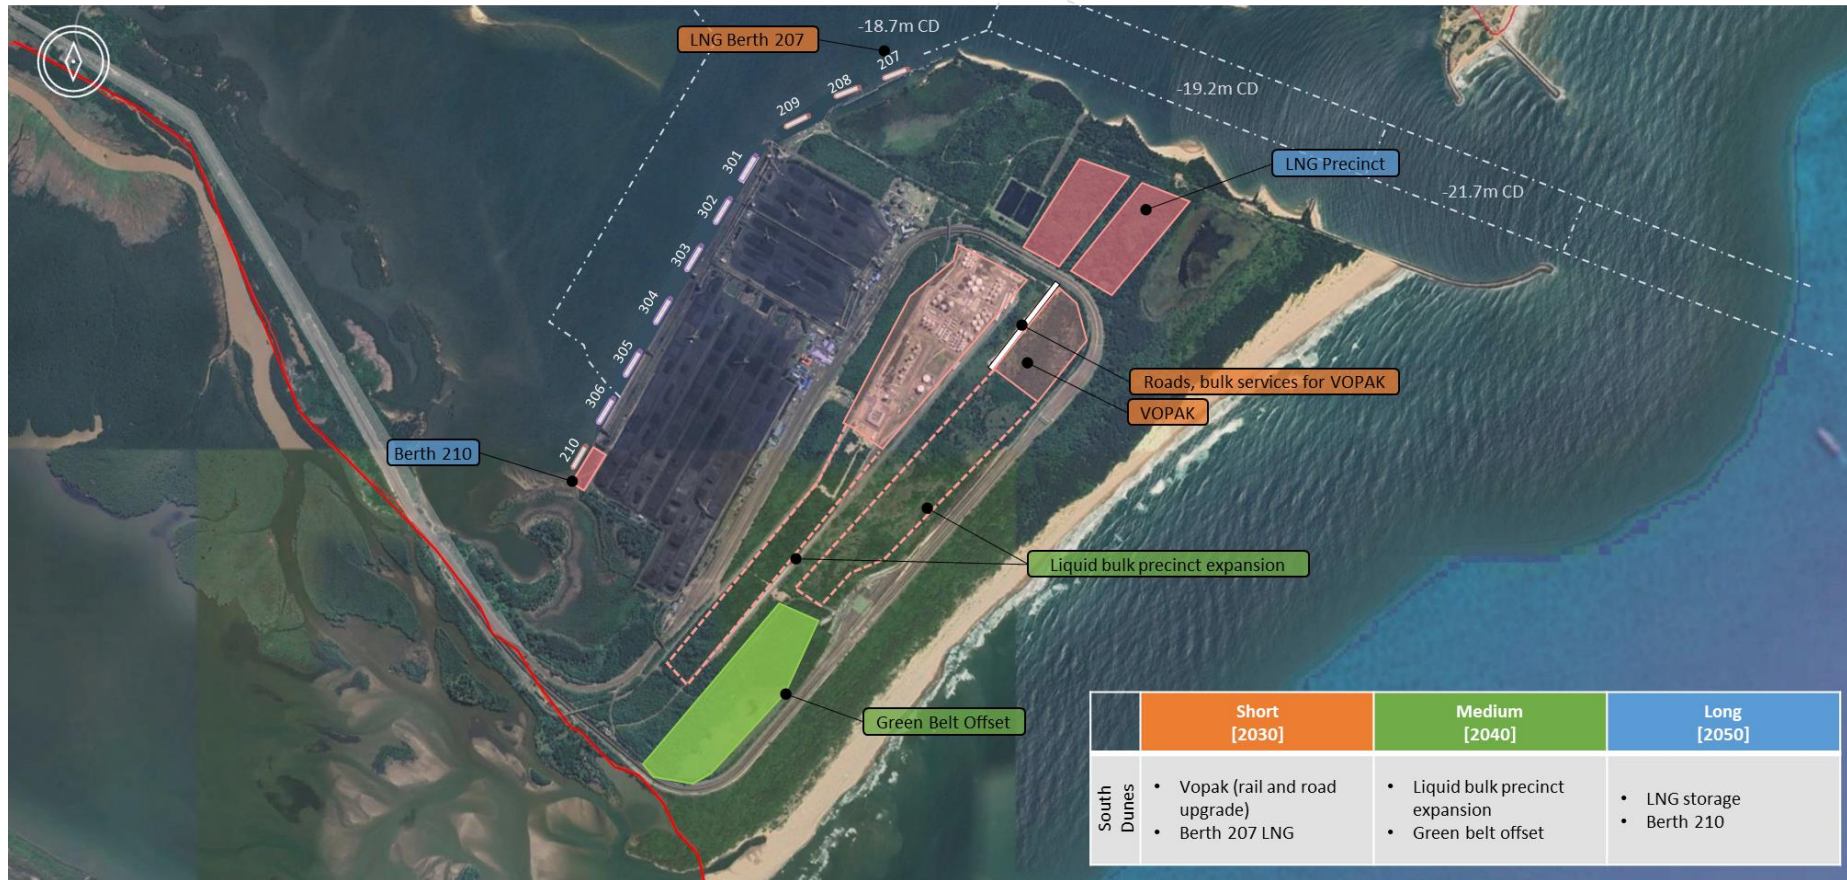 -18.7m CD
LNG Berth 207
207
208
209
-19.2m CD
301
LNG Precinct
-21.7m CD
302
303
304
305
306
Roads, bulk services for VOPAK
VOPAK
210
Berth 210
Liquid bulk precinct expansion
Green Belt Offset
Short
[2030]
Medium
[2040]
Long
[2050]
South
Dunes
• Vopak (rail and road
upgrade)
• Berth 207 LNG
• Liquid bulk precinct
expansion
• Green belt offset
• LNG storage
• Berth 210